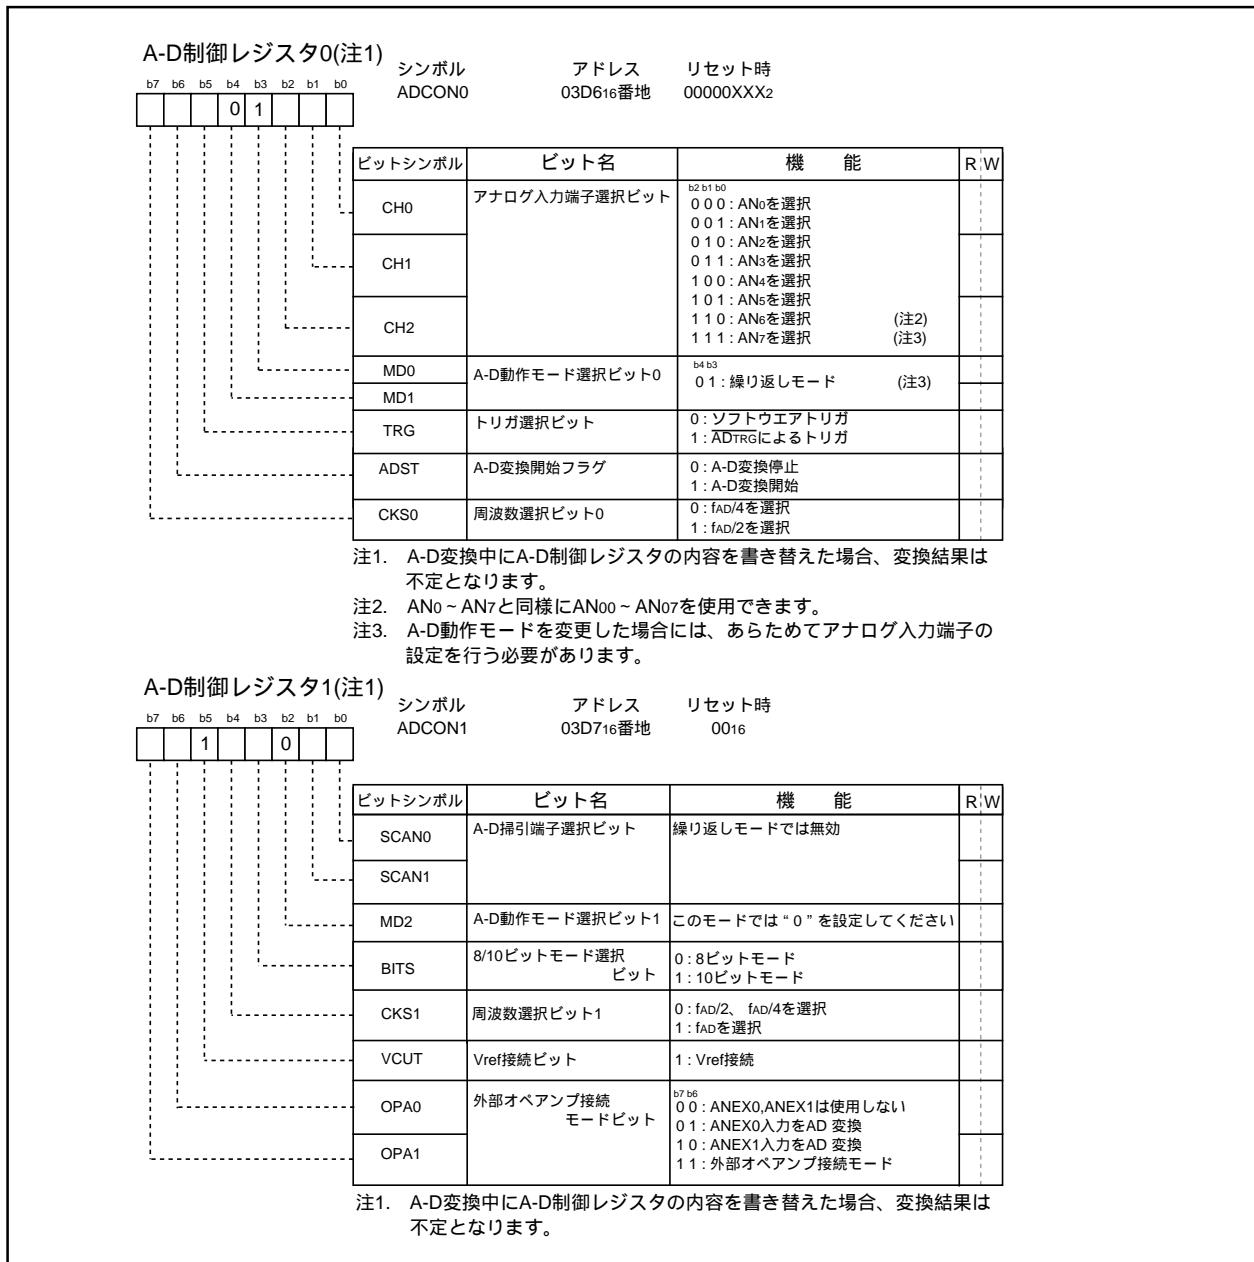 A-D制御レジスタ0(注1)
シンボル アドレス リセット時
b7 b6 b5 b4 b3 b2 b1 b0
ADCON0 03D616番地 00000XXX2
0 1
ビットシンボル ビット名 機 能 R W
CH0 アナログ入力端子選択ビット
CH1
CH2
b2 b1 b0
0 0 0 : AN0を選択
0 0 1 : AN1を選択
0 1 0 : AN2を選択
0 1 1 : AN3を選択
1 0 0 : AN4を選択
1 0 1 : AN5を選択
1 1 0 : AN6を選択 (注2)
1 1 1 : AN7を選択 (注3)
MD0 A-D動作モード選択ビット0
MD1
b4 b3
0 1 : 繰り返しモード (注3)
TRG トリガ選択ビット
0 : ソフトウエアトリガ
1 : ADTRGによるトリガ
ADST A-D変換開始フラグ
0 : A-D変換停止
1 : A-D変換開始
CKS0 周波数選択ビット0
0 : fAD/4を選択
1 : fAD/2を選択
注1. A-D変換中にA-D制御レジスタの内容を書き替えた場合、変換結果は
不定となります。
注2. AN0 ~ AN7と同様にAN00 ~ AN07を使用できます。
注3. A-D動作モードを変更した場合には、あらためてアナログ入力端子の
設定を行う必要があります。
A-D制御レジスタ1(注1)
シンボル アドレス リセット時
b7 b6 b5 b4 b3 b2 b1 b0
ADCON1 03D716番地 0016
1 0
ビットシンボル ビット名 機 能 R W
SCAN0 A-D掃引端子選択ビット 繰り返しモードでは無効
SCAN1
MD2 A-D動作モード選択ビット1 このモードでは “ 0 ” を設定してください
BITS 8/10ビットモード選択
ビット
0 : 8ビットモード
1 : 10ビットモード
CKS1 周波数選択ビット1
0 : fAD/2、 fAD/4を選択
1 : fADを選択
VCUT Vref接続ビット 1 : Vref接続
OPA0 外部オペアンプ接続
モードビット
OPA1
b7 b6
0 0 : ANEX0,ANEX1は使用しない
0 1 : ANEX0入力をAD 変換
1 0 : ANEX1入力をAD 変換
1 1 : 外部オペアンプ接続モード
注1. A-D変換中にA-D制御レジスタの内容を書き替えた場合、変換結果は
不定となります。